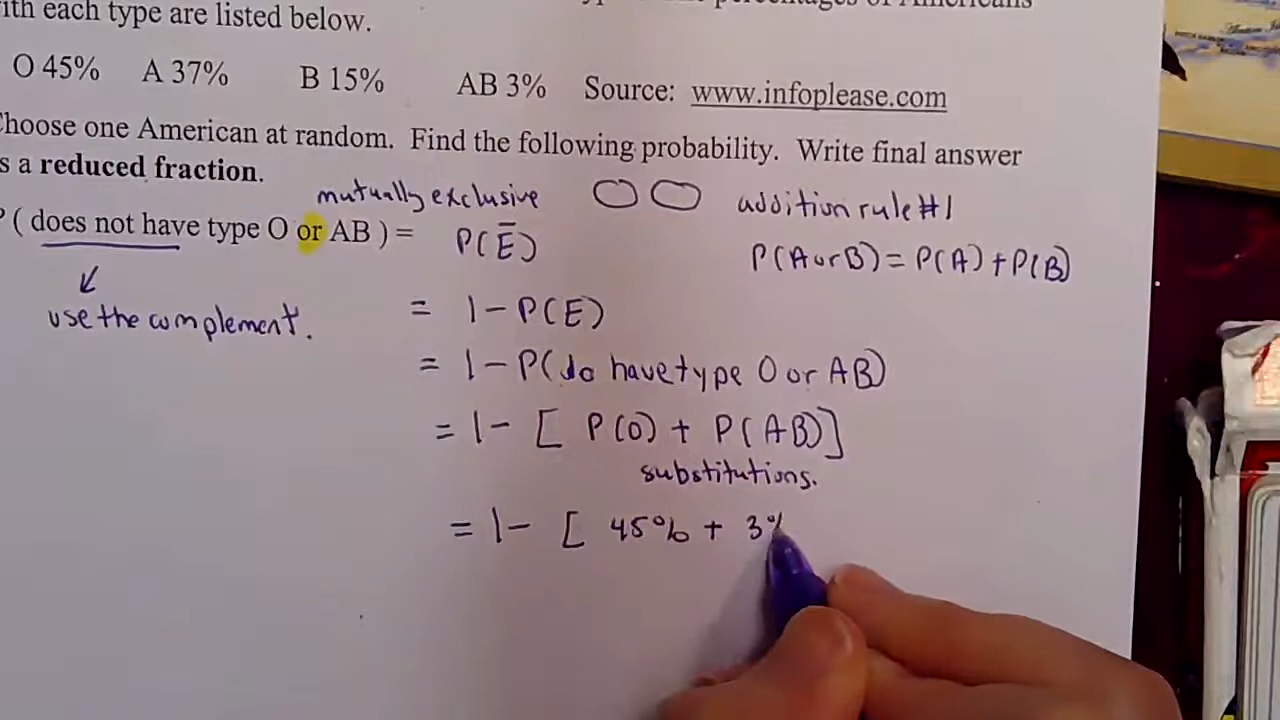 with each type are listed below.
O 45% A 37% B 15% AB 3% Source: www.infoplease.com
Choose one American at random. Find the following probability. Write final answer
as a reduced fraction.
mutually exclusive addition rule #1
P ( does not have type O or AB ) = P(E̅) P(A or B) = P(A) + P(B)
use the complement. = 1 - P(E)
= 1 - P(do have type O or AB)
= 1 - [ P(O) + P(AB)]
substitutions.
= 1 - [ 45% + 3%